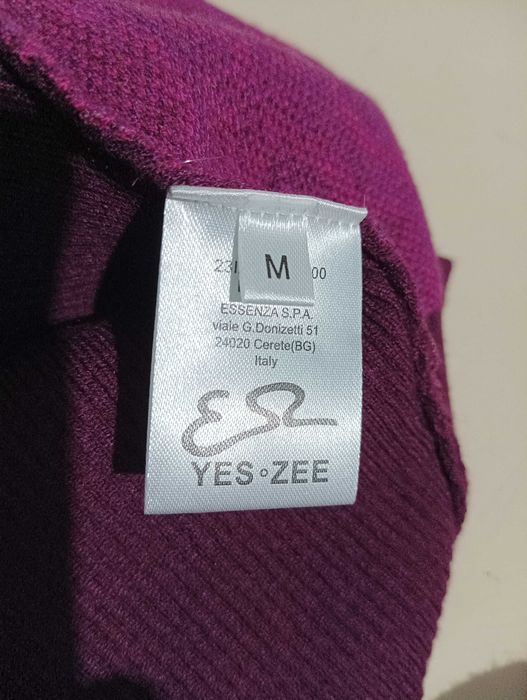 M
ESSENZA S.P.A.
viale G.Donizetti 51
24020 Cerete(BG)
Italy
YES ZEE